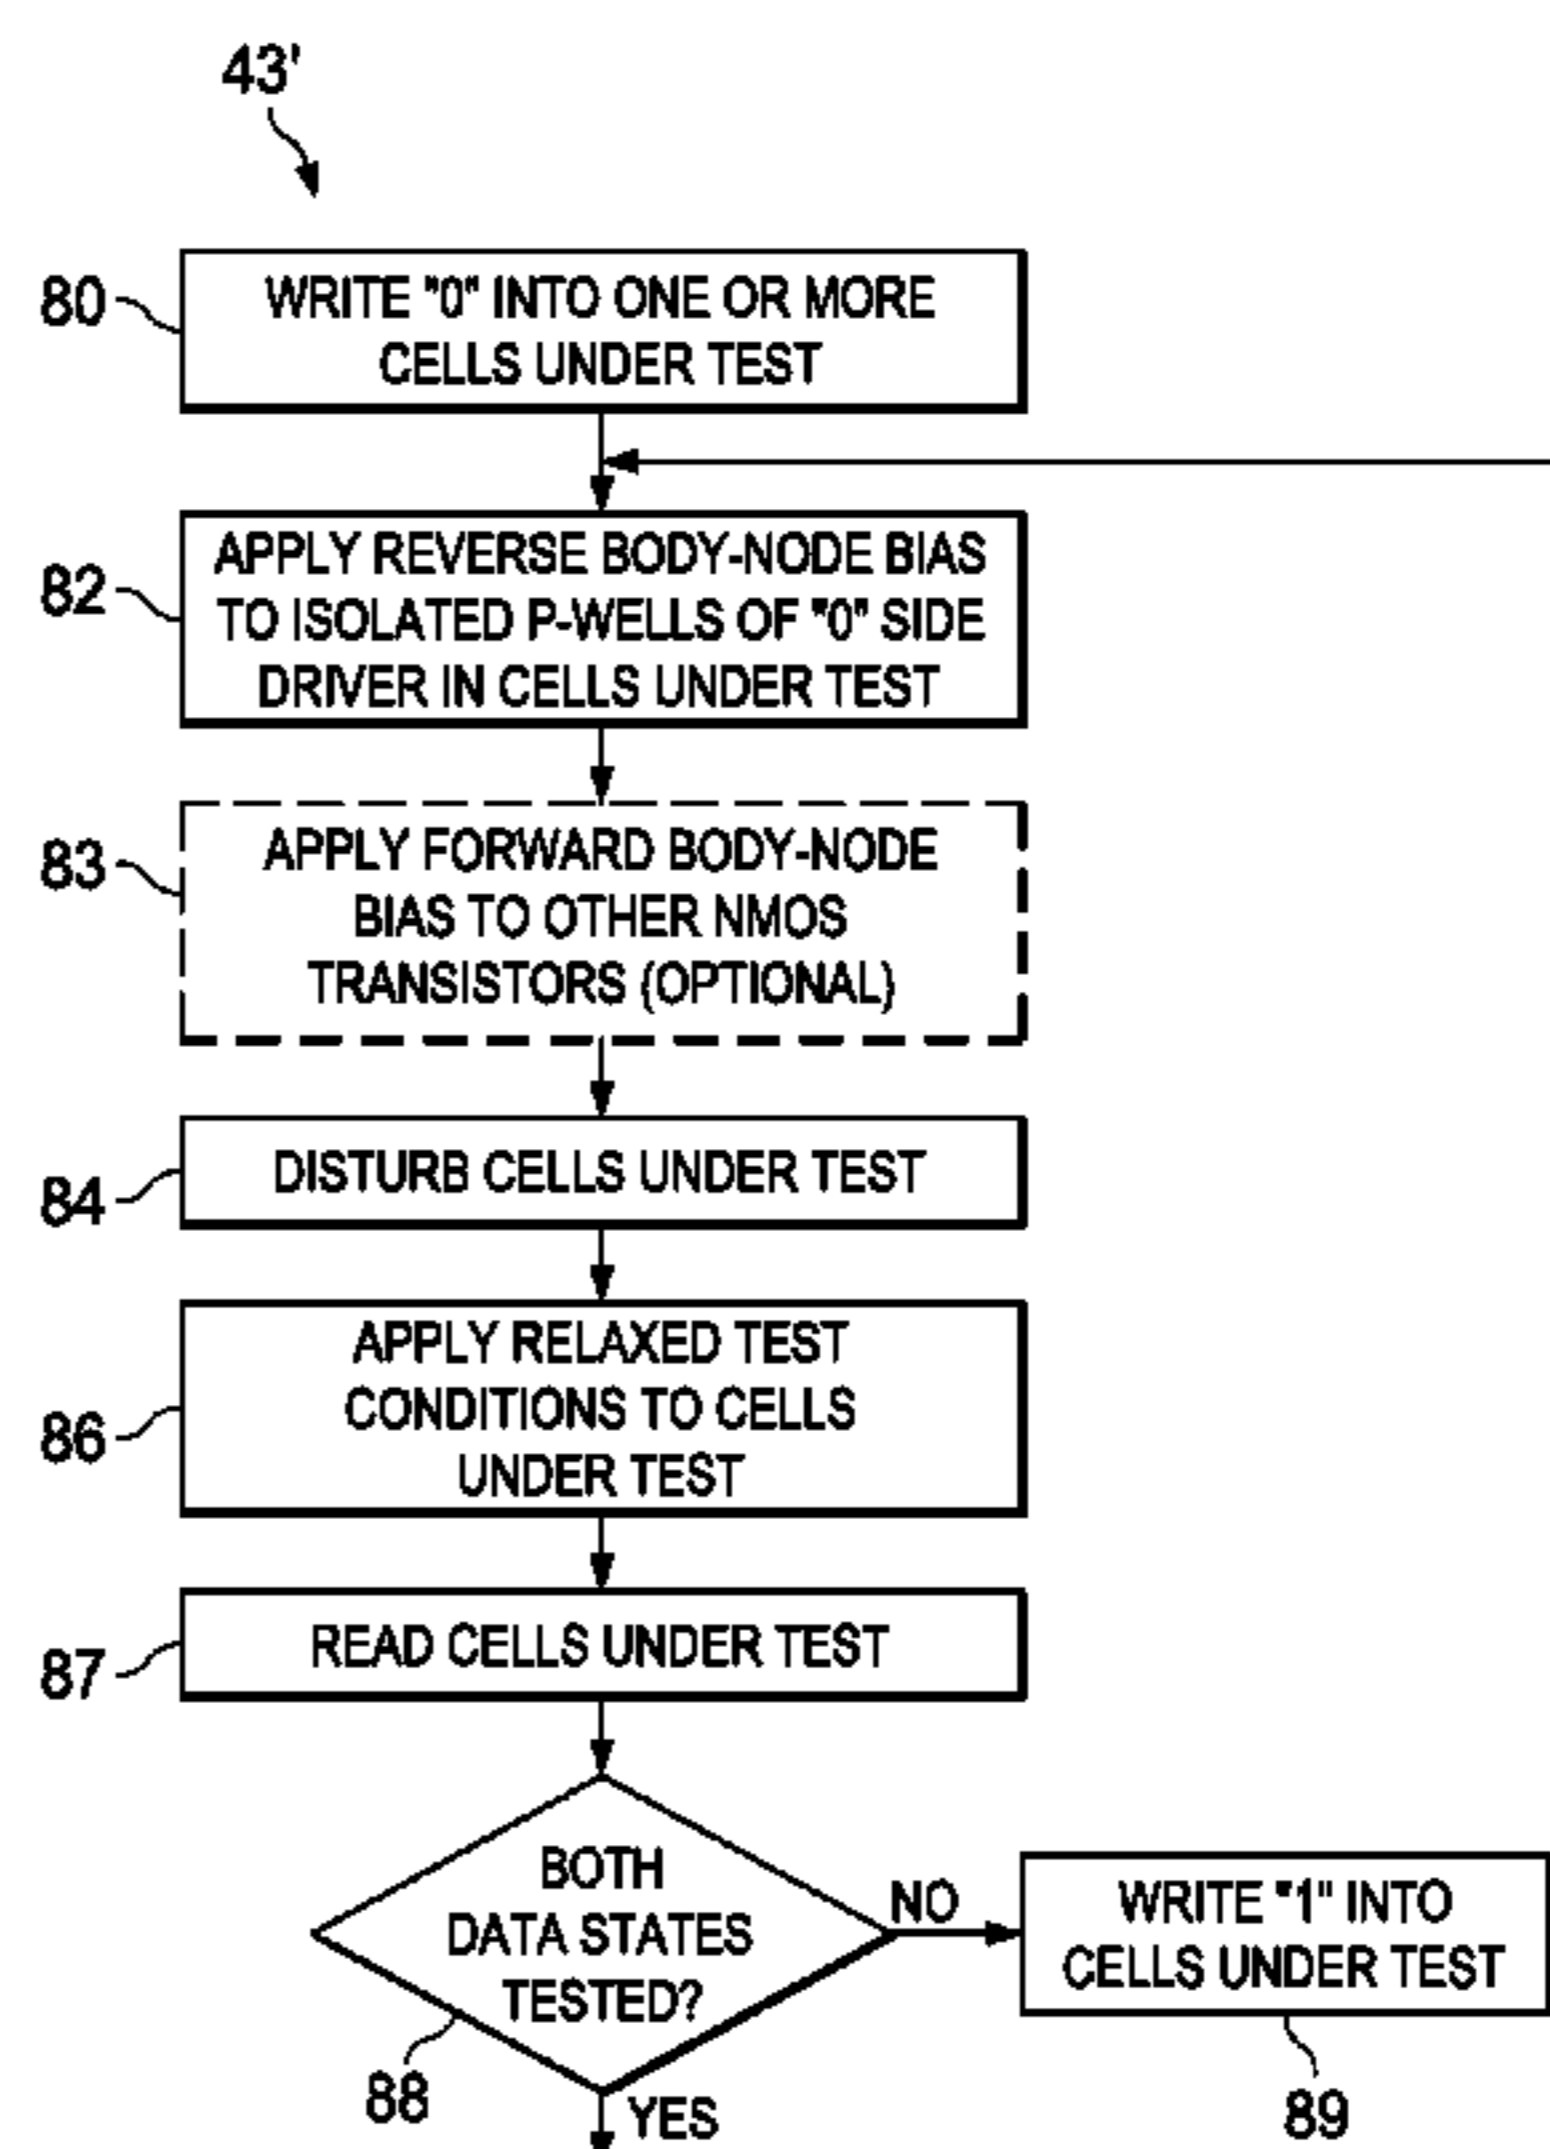 43'
80
WRITE "0" INTO ONE OR MORE
CELLS UNDER TEST
82
APPLY REVERSE BODY-NODE BIAS
TO ISOLATED P-WELLS OF "0" SIDE
DRIVER IN CELLS UNDER TEST
83
APPLY FORWARD BODY-NODE
BIAS TO OTHER NMOS
TRANSISTORS (OPTIONAL)
84
DISTURB CELLS UNDER TEST
86
APPLY RELAXED TEST
CONDITIONS TO CELLS
UNDER TEST
87
READ CELLS UNDER TEST
BOTH
DATA STATES
TESTED?
88
NO
WRITE "1" INTO
CELLS UNDER TEST
89
YES